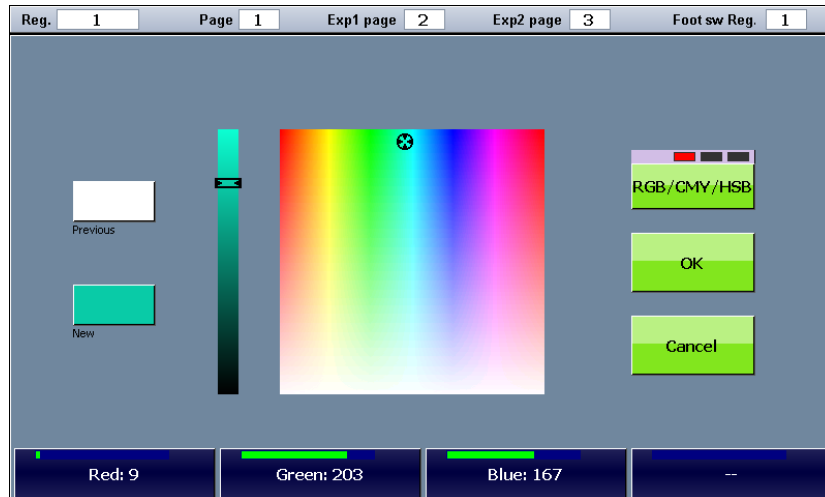 Reg. 1 Page 1 Exp1 page 2 Exp2 page 3 Foot sw Reg. 1
RGB/CMY/HSB
Previous
OK
New
Cancel
Red: 9 Green: 203 Blue: 167 --